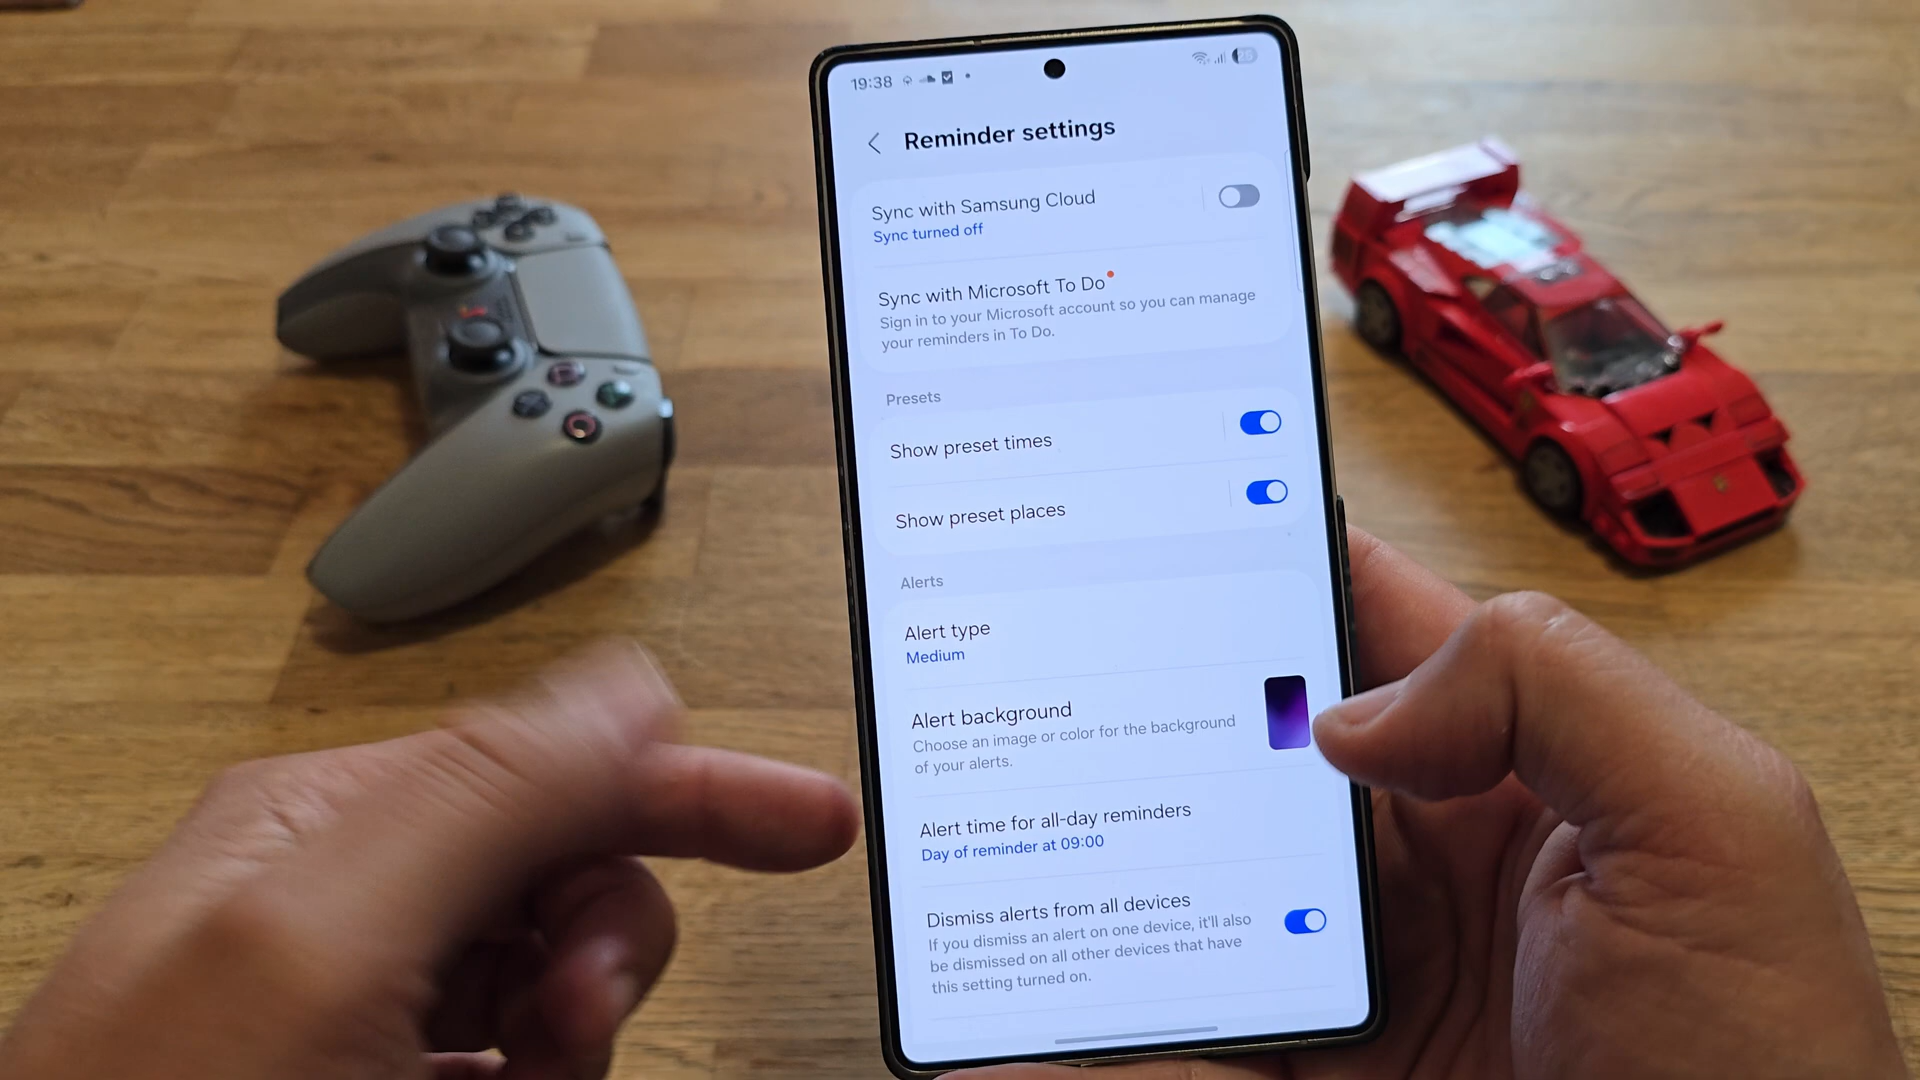 19:38
Reminder settings
Sync with Samsung Cloud
Sync turned off
Sync with Microsoft To Do
Sign in to your Microsoft account so you can manage
your reminders in To Do.
Presets
Show preset times
Show preset places
Alerts
Alert type
Medium
Alert background
Choose an image or color for the background
of your alerts.
Alert time for all-day reminders
Day of reminder at 09:00
Dismiss alerts from all devices
If you dismiss an alert on one device, it'll also
be dismissed on all other devices that have
this setting turned on.